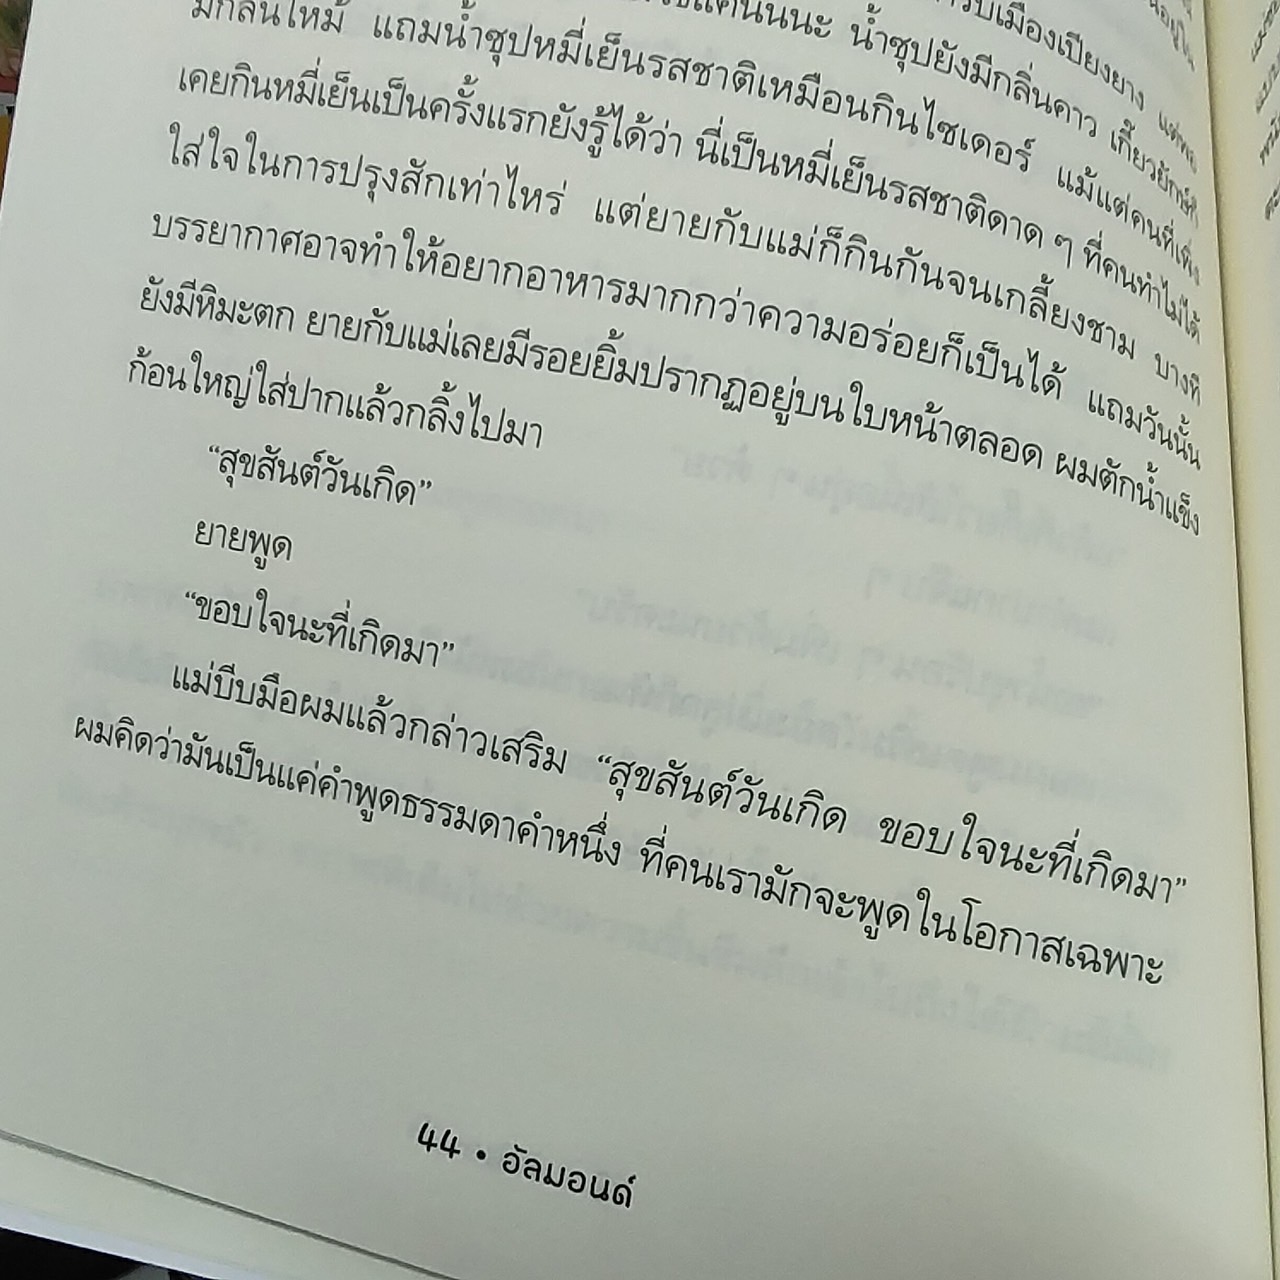 รบเมืองเปียงยาง
น้ำซุปยังมีกลิ่นคาว เกี๊ยวยักษ์ก็
มีกลิ่นไหม้ แถมน้ำซุปหมี่เย็นรสชาติเหมือนกินไซเดอร์ แม้แต่คนที่เพิ่ง
เคยกินหมี่เย็นเป็นครั้งแรกยังรู้ได้ว่า นี่เป็นหมี่เย็นรสชาติดาด ๆ ที่คนทำไม่ได้
ใส่ใจในการปรุงสักเท่าไหร่ แต่ยายกับแม่ก็กินกันจนเกลี้ยงชาม บางที
บรรยากาศอาจทำให้อยากอาหารมากกว่าความอร่อยก็เป็นได้ แถมวันนั้น
ยังมีหิมะตก ยายกับแม่เลยมีรอยยิ้มปรากฏอยู่บนใบหน้าตลอด ผมตักน้ำแข็ง
ก้อนใหญ่ใส่ปากแล้วกลิ้งไปมา
“สุขสันต์วันเกิด”
ยายพูด
“ขอบใจนะที่เกิดมา”
แม่บีบมือผมแล้วกล่าวเสริม “สุขสันต์วันเกิด ขอบใจนะที่เกิดมา”
ผมคิดว่ามันเป็นแค่คำพูดธรรมดาคำหนึ่ง ที่คนเรามักจะพูดในโอกาสเฉพาะ
44 • อัลมอนด์